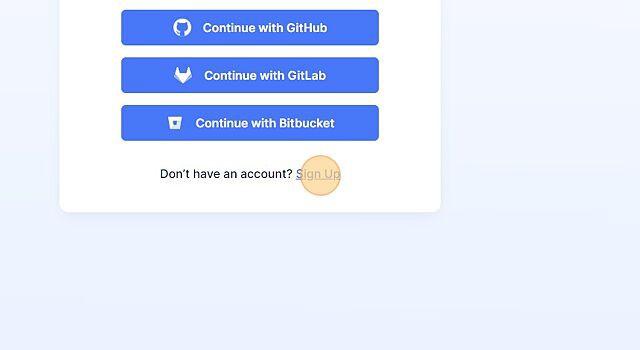 Continue with GitHub
Continue with GitLab
Continue with Bitbucket
Don't have an account? Sign Up